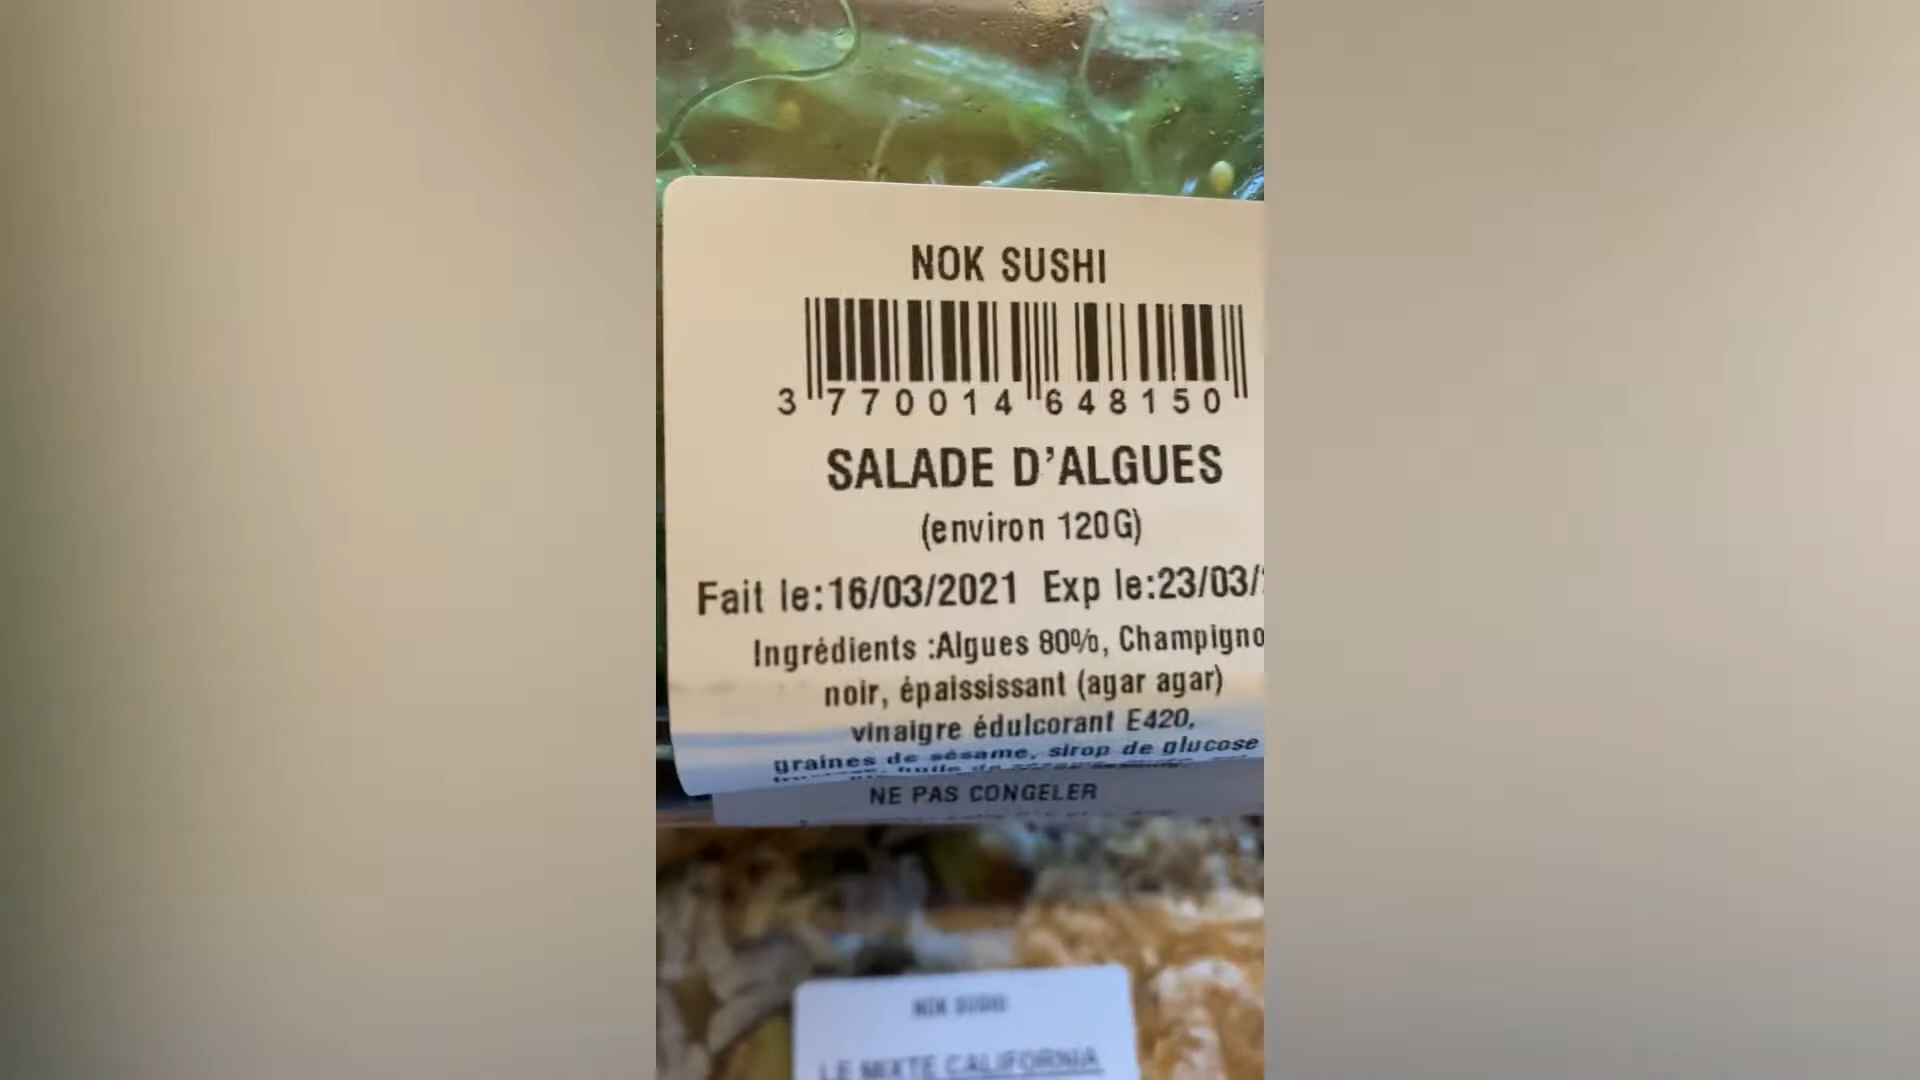 NOK SUSHI
3 770014 648150
SALADE D'ALGUES
(environ 120G)
Fait le:16/03/2021 Exp le:23/03/
Ingrédients :Algues 80%, Champigno
noir, épaississant (agar agar)
vinaigre édulcorant E420,
graines de sésame, sirop de glucose
NE PAS CONGELER
NOK SUSHI
LE MIXTE CALIFORNIA